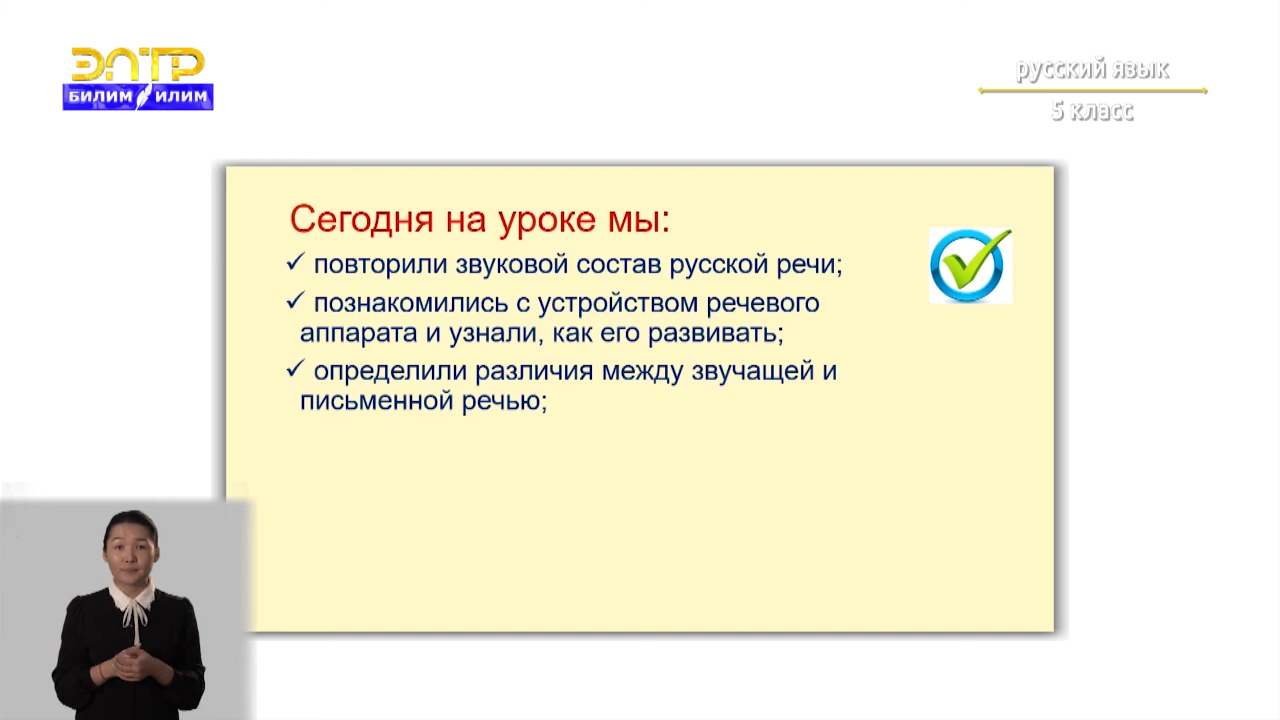 ЭЛТР
БИЛИМ ИЛИМ
русский язык
5 класс
Сегодня на уроке мы:
✓ повторили звуковой состав русской речи;
✓ познакомились с устройством речевого
аппарата и узнали, как его развивать;
✓ определили различия между звучащей и
письменной речью;